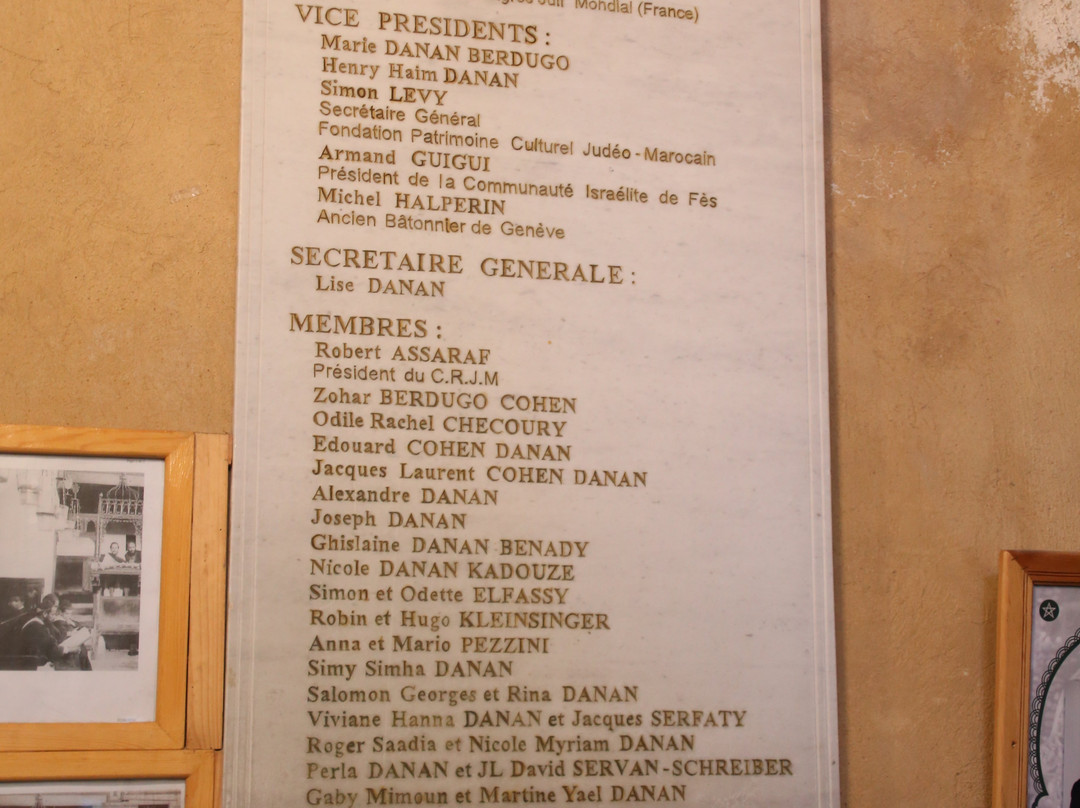 Juif Mondial (France)
VICE PRESIDENTS :
Marie DANAN BERDUGO
Henry Haim DANAN
Simon LEVY
Secrétaire Général
Fondation Patrimoine Culturel Judéo-Marocain
Armand GUIGUI
Président de la Communauté Israélite de Fès
Michel HALPERIN
Ancien Bâtonnier de Genêve
SECRETAIRE GENERALE :
Lise DANAN
MEMBRES :
Robert ASSARAF
Président du C.R.J.M
Zohar BERDUGO COHEN
Odile Rachel CHECOURY
Edouard COHEN DANAN
Jacques Laurent COHEN DANAN
Alexandre DANAN
Joseph DANAN
Ghislaine DANAN BENADY
Nicole DANAN KADOUZE
Simon et Odette ELFASSY
Robin et Hugo KLEINSINGER
Anna et Mario PEZZINI
Simy Simha DANAN
Salomon Georges et Rina DANAN
Viviane Hanna DANAN et Jacques SERFATY
Roger Saadia et Nicole Myriam DANAN
Perla DANAN et JL David SERVAN-SCHREIBER
Gaby Mimoun et Martine Yael DANAN